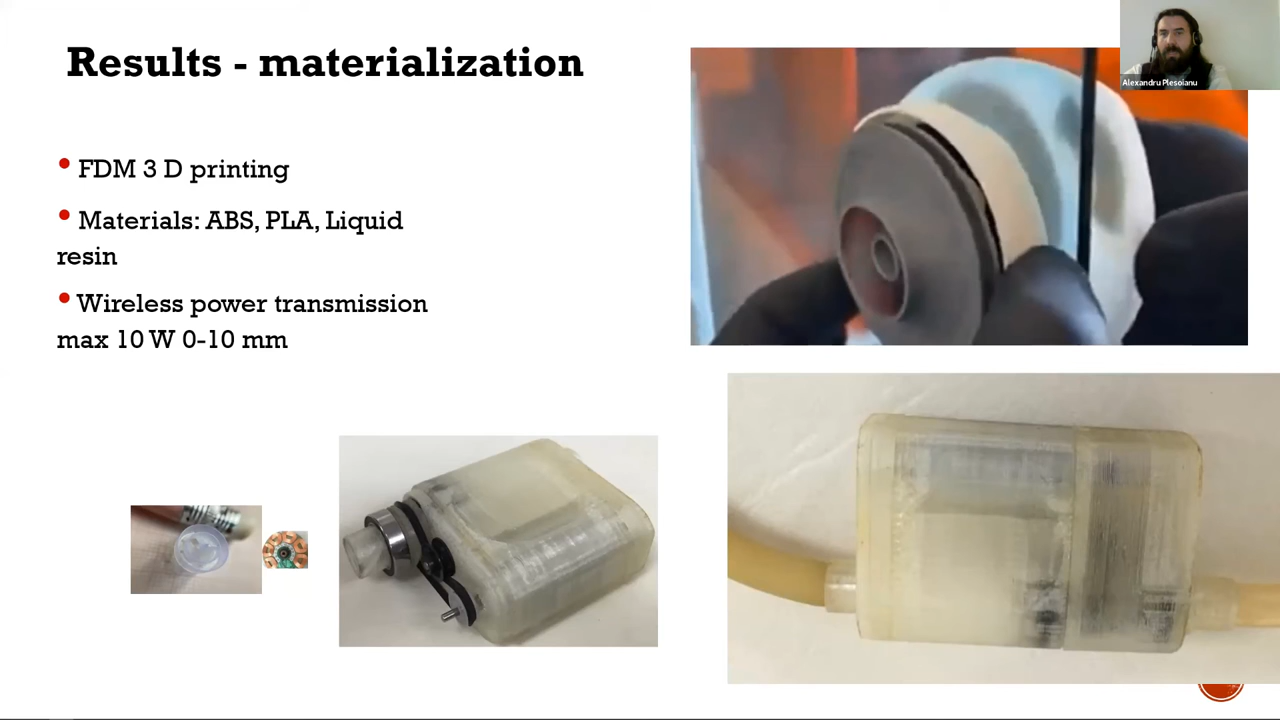 Results - materialization
Alexandru Plesoianu
• FDM 3 D printing
• Materials: ABS, PLA, Liquid
resin
• Wireless power transmission
max 10 W 0-10 mm